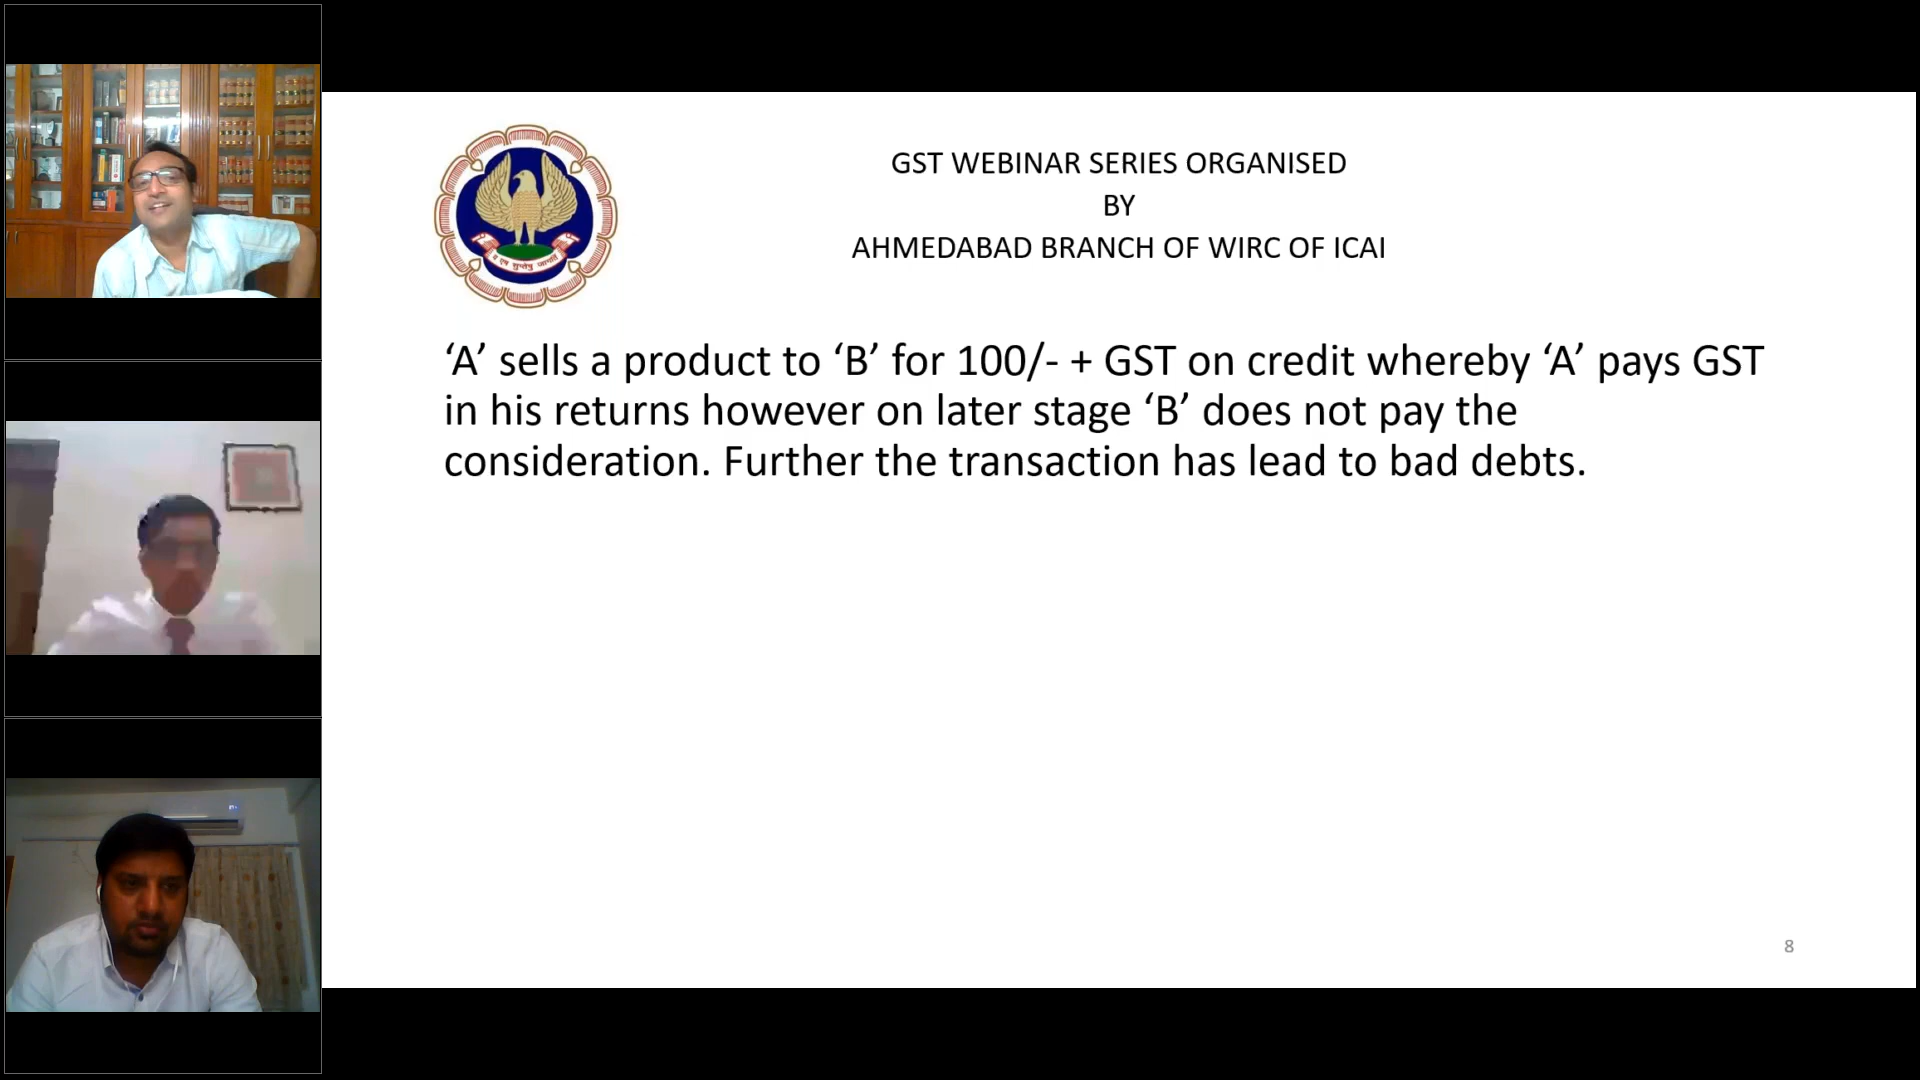 GST WEBINAR SERIES ORGANISED
BY
AHMEDABAD BRANCH OF WIRC OF ICAI
य एष सुप्तेषु जागर्ति
‘A’ sells a product to ‘B’ for 100/- + GST on credit whereby ‘A’ pays GST
in his returns however on later stage ‘B’ does not pay the
consideration. Further the transaction has lead to bad debts.
8